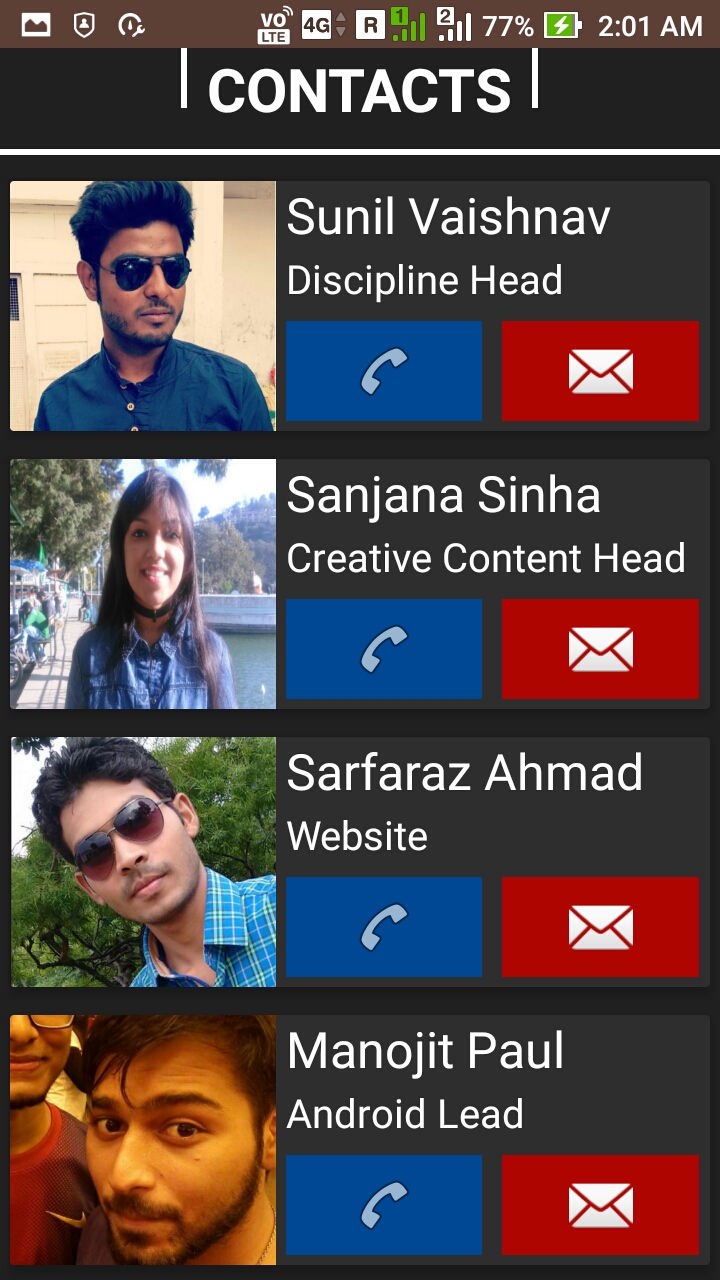 VO LTE 4G R 1 2 77% 2:01 AM
CONTACTS
Sunil Vaishnav
Discipline Head
Sanjana Sinha
Creative Content Head
Sarfaraz Ahmad
Website
Manojit Paul
Android Lead